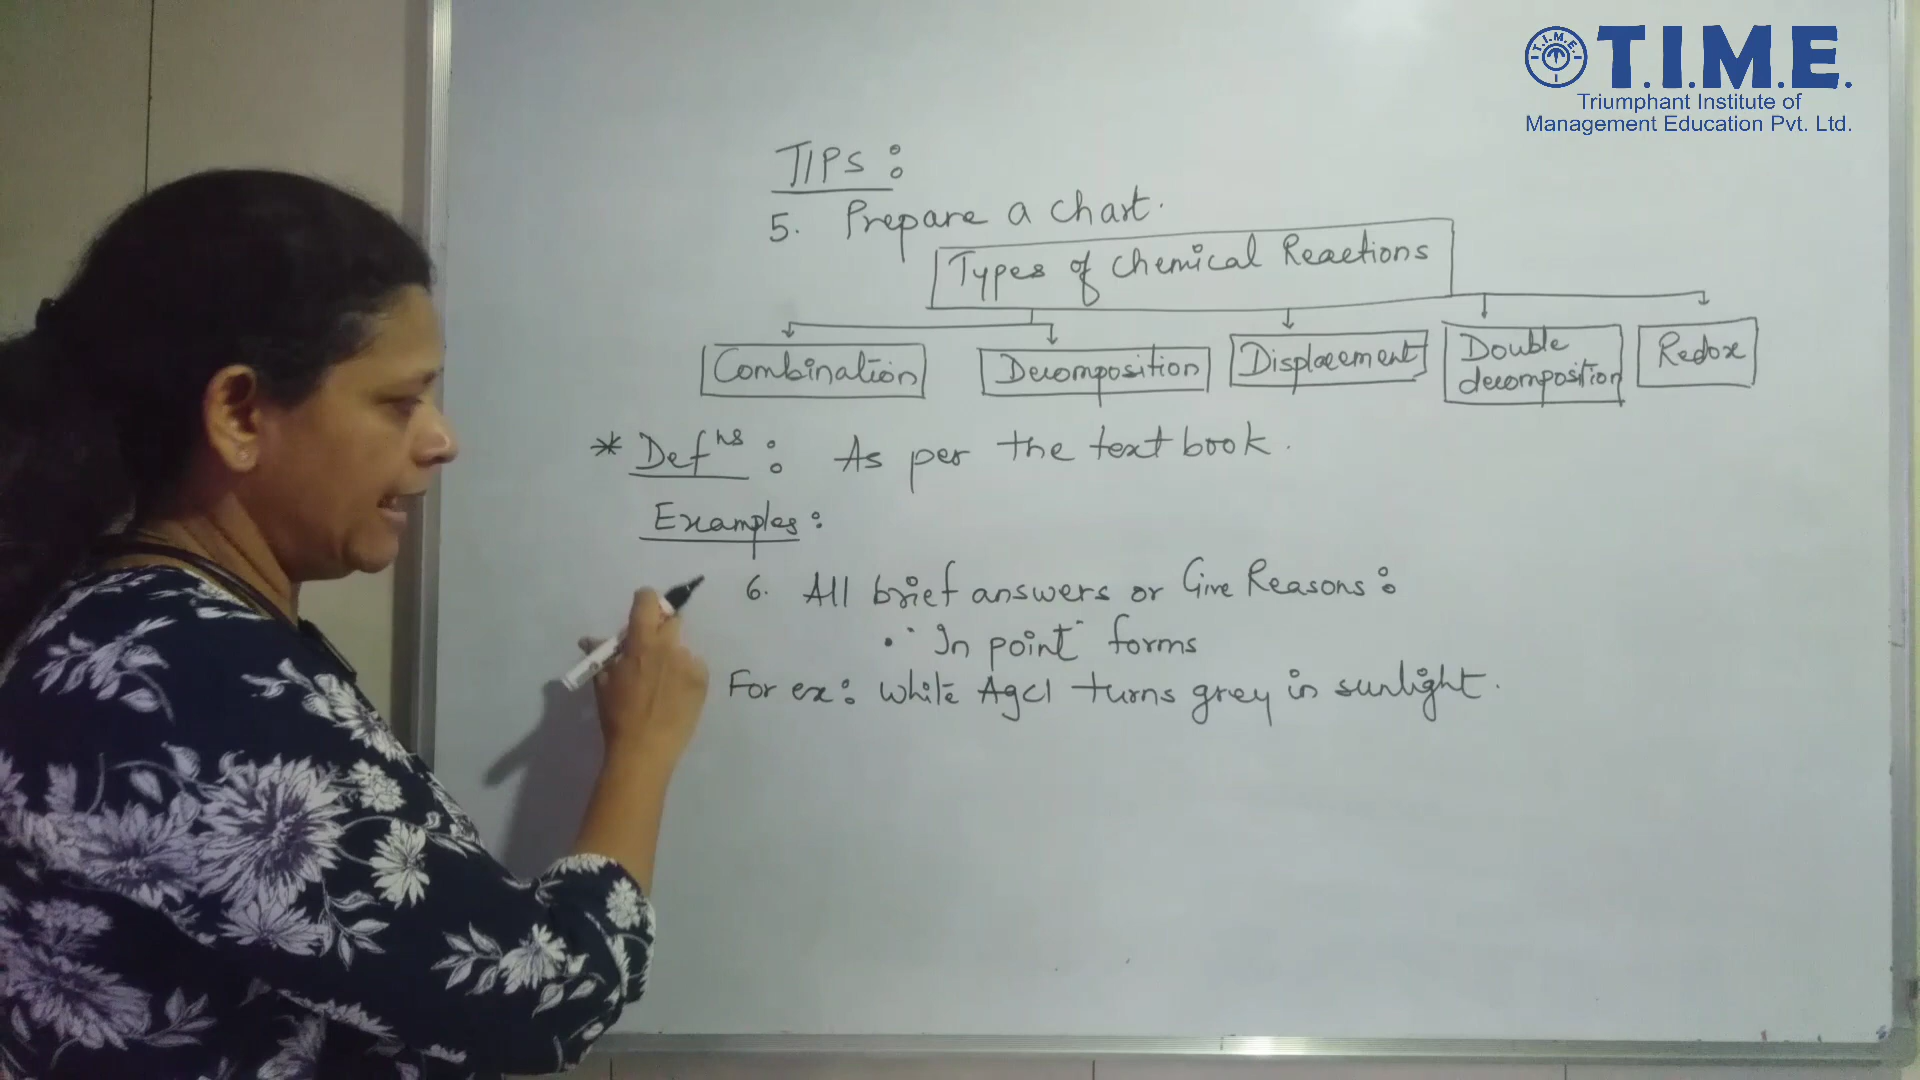 T.I.M.E.
T.I.M.E.
Triumphant Institute of
Management Education Pvt. Ltd.
TIPS:
5. Prepare a chart.
Types of chemical Reactions
Combination
Decomposition
Displacement
Double
decomposition
Redox
* Defns: As per the text book.
Examples:
6. All brief answers or Give Reasons:
• "In point" forms
For ex: white AgCl turns grey in sunlight.